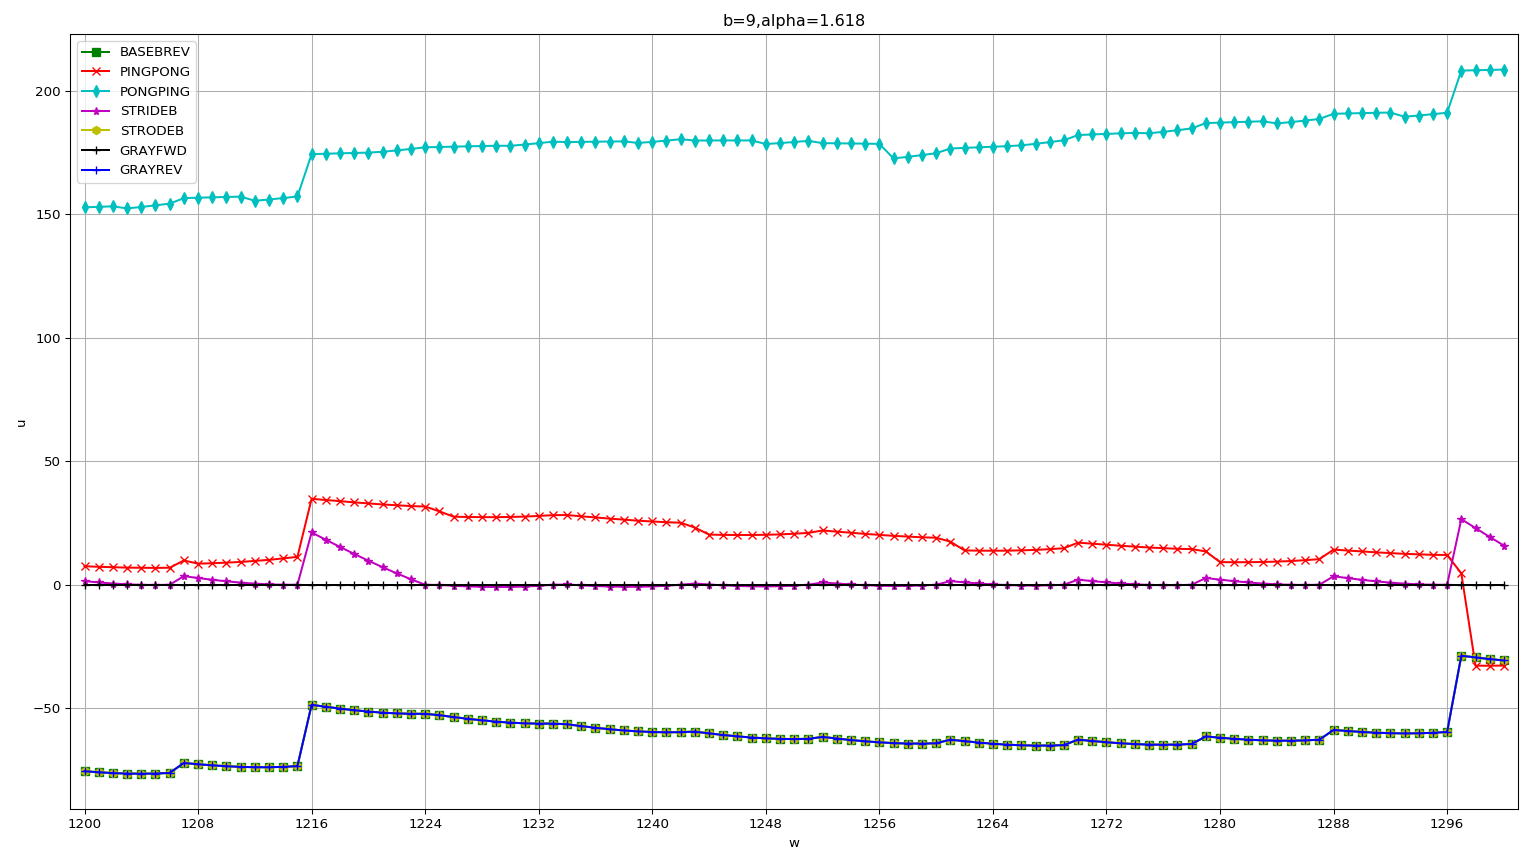 b=9,alpha=1.618
BASEBREV
PINGPONG
PONGPING
STRIDEB
STRODEB
GRAYFWD
GRAYREV
200
150
100
50
0
−50
u
1200 1208 1216 1224 1232 1240 1248 1256 1264 1272 1280 1288 1296
w